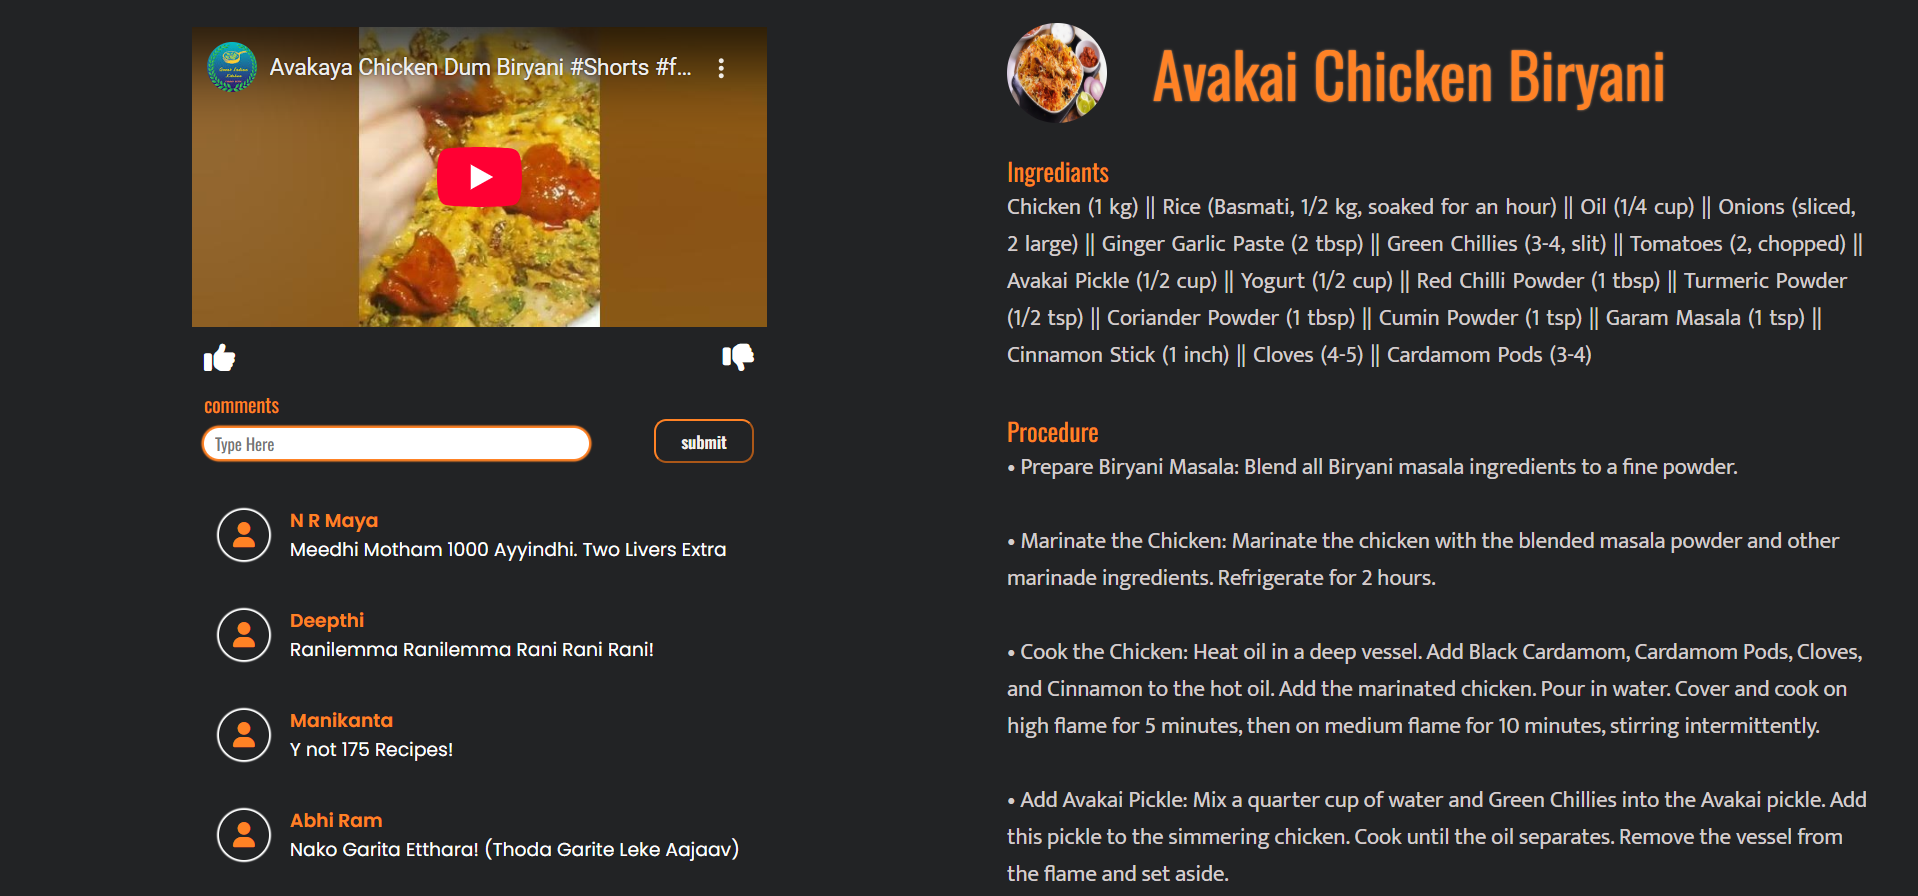 Avakaya Chicken Dum Biryani #Shorts #f...
comments
Type Here
submit
N R Maya
Meedhi Motham 1000 Ayyindhi. Two Livers Extra
Deepthi
Ranilemma Ranilemma Rani Rani Rani!
Manikanta
Y not 175 Recipes!
Abhi Ram
Nako Garita Etthara! (Thoda Garite Leke Aajaav)
Avakai Chicken Biryani
Ingrediants
Chicken (1 kg) || Rice (Basmati, 1/2 kg, soaked for an hour) || Oil (1/4 cup) || Onions (sliced,
2 large) || Ginger Garlic Paste (2 tbsp) || Green Chillies (3-4, slit) || Tomatoes (2, chopped) ||
Avakai Pickle (1/2 cup) || Yogurt (1/2 cup) || Red Chilli Powder (1 tbsp) || Turmeric Powder
(1/2 tsp) || Coriander Powder (1 tbsp) || Cumin Powder (1 tsp) || Garam Masala (1 tsp) ||
Cinnamon Stick (1 inch) || Cloves (4-5) || Cardamom Pods (3-4)
Procedure
• Prepare Biryani Masala: Blend all Biryani masala ingredients to a fine powder.
• Marinate the Chicken: Marinate the chicken with the blended masala powder and other
marinade ingredients. Refrigerate for 2 hours.
• Cook the Chicken: Heat oil in a deep vessel. Add Black Cardamom, Cardamom Pods, Cloves,
and Cinnamon to the hot oil. Add the marinated chicken. Pour in water. Cover and cook on
high flame for 5 minutes, then on medium flame for 10 minutes, stirring intermittently.
• Add Avakai Pickle: Mix a quarter cup of water and Green Chillies into the Avakai pickle. Add
this pickle to the simmering chicken. Cook until the oil separates. Remove the vessel from
the flame and set aside.